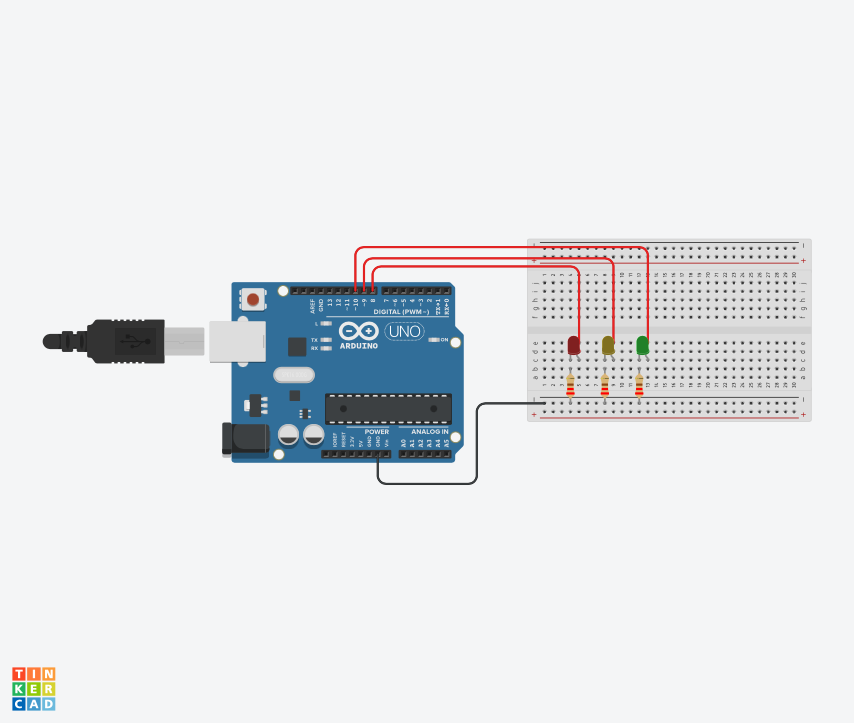 AREF
GND
13
12
~11
~10
~9
8
7
~6
~5
4
~3
2
TX→1
RX←0
DIGITAL (PWM~)
L
TX
RX
ARDUINO
UNO
ON
POWER
ANALOG IN
IOREF
RESET
3.3V
5V
GND
GND
Vin
A0
A1
A2
A3
A4
A5
j
i
h
g
f
e
d
c
b
a
TIN
KER
CAD